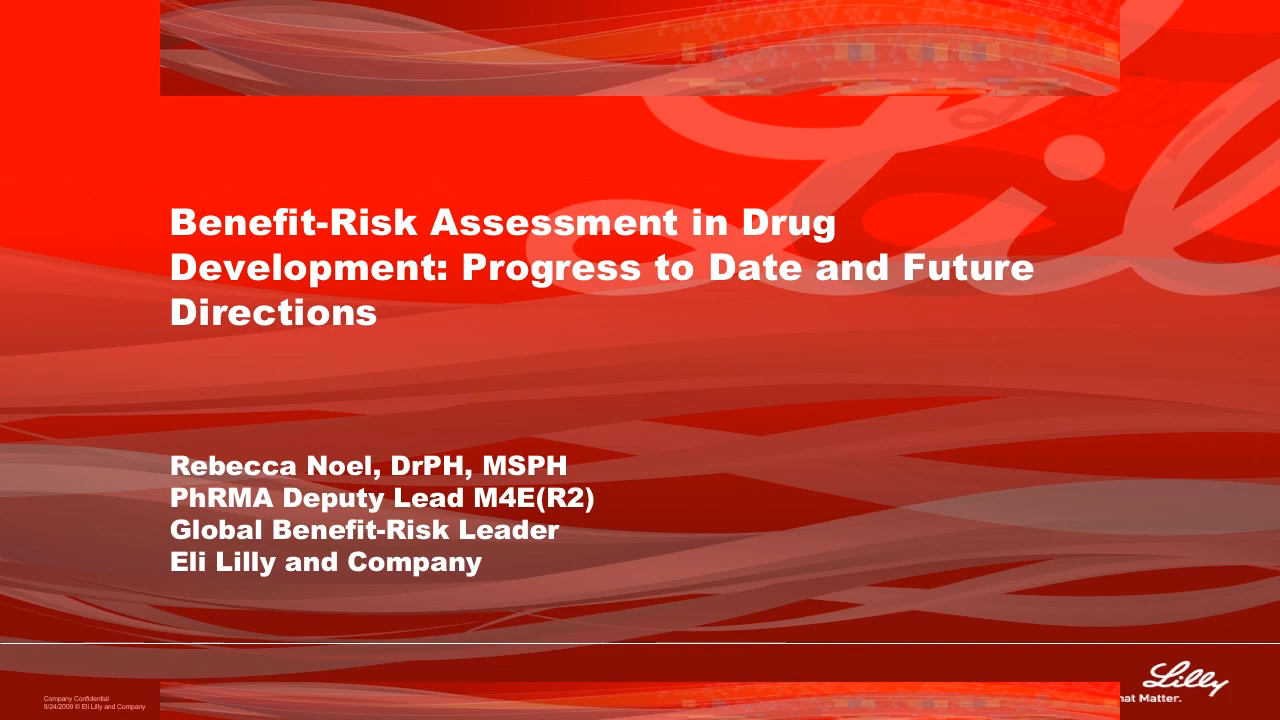 Benefit-Risk Assessment in Drug
Development: Progress to Date and Future
Directions
Rebecca Noel, DrPH, MSPH
PhRMA Deputy Lead M4E(R2)
Global Benefit-Risk Leader
Eli Lilly and Company
Company Confidential
8/24/2009 © Eli Lilly and Company
Lilly
Matter.